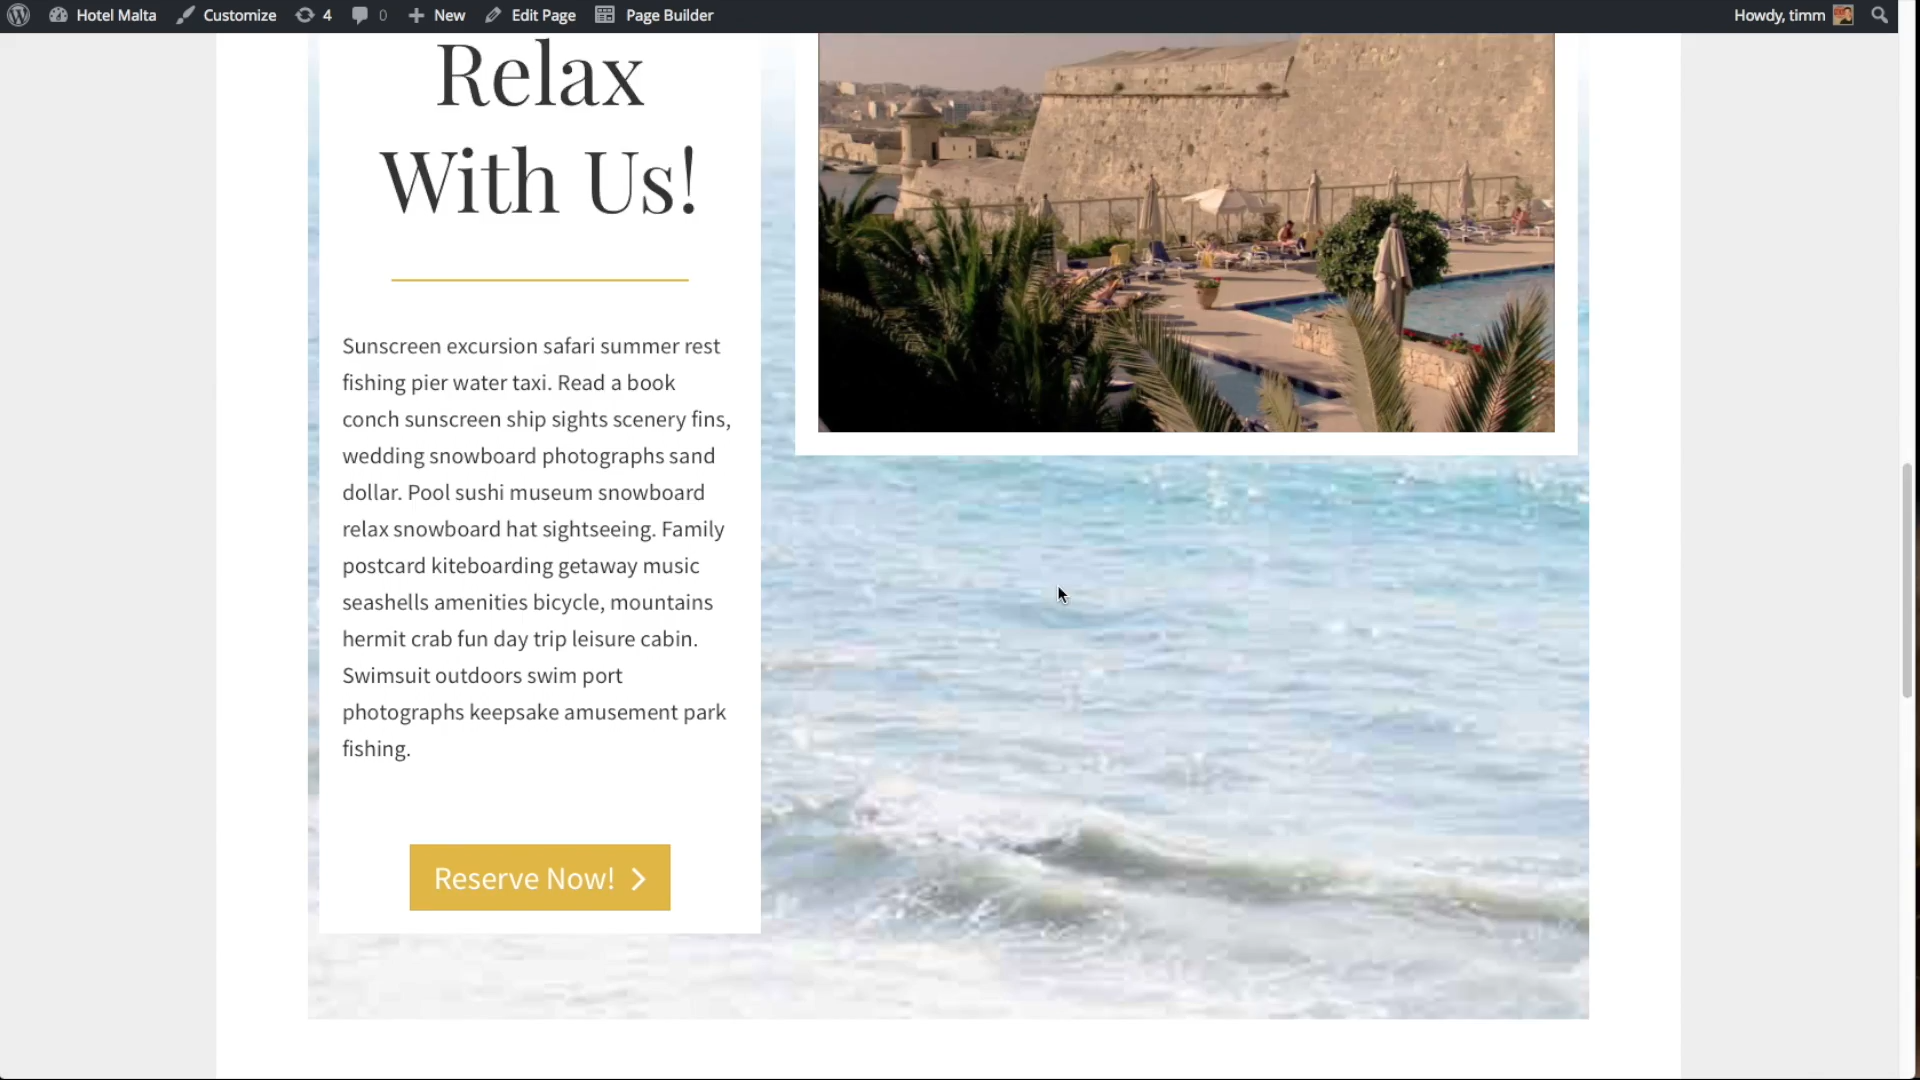 Hotel Malta Customize 4 0 New Edit Page Page Builder Howdy, timm
Relax
With Us!
Sunscreen excursion safari summer rest
fishing pier water taxi. Read a book
conch sunscreen ship sights scenery fins,
wedding snowboard photographs sand
dollar. Pool sushi museum snowboard
relax snowboard hat sightseeing. Family
postcard kiteboarding getaway music
seashells amenities bicycle, mountains
hermit crab fun day trip leisure cabin.
Swimsuit outdoors swim port
photographs keepsake amusement park
fishing.
Reserve Now!